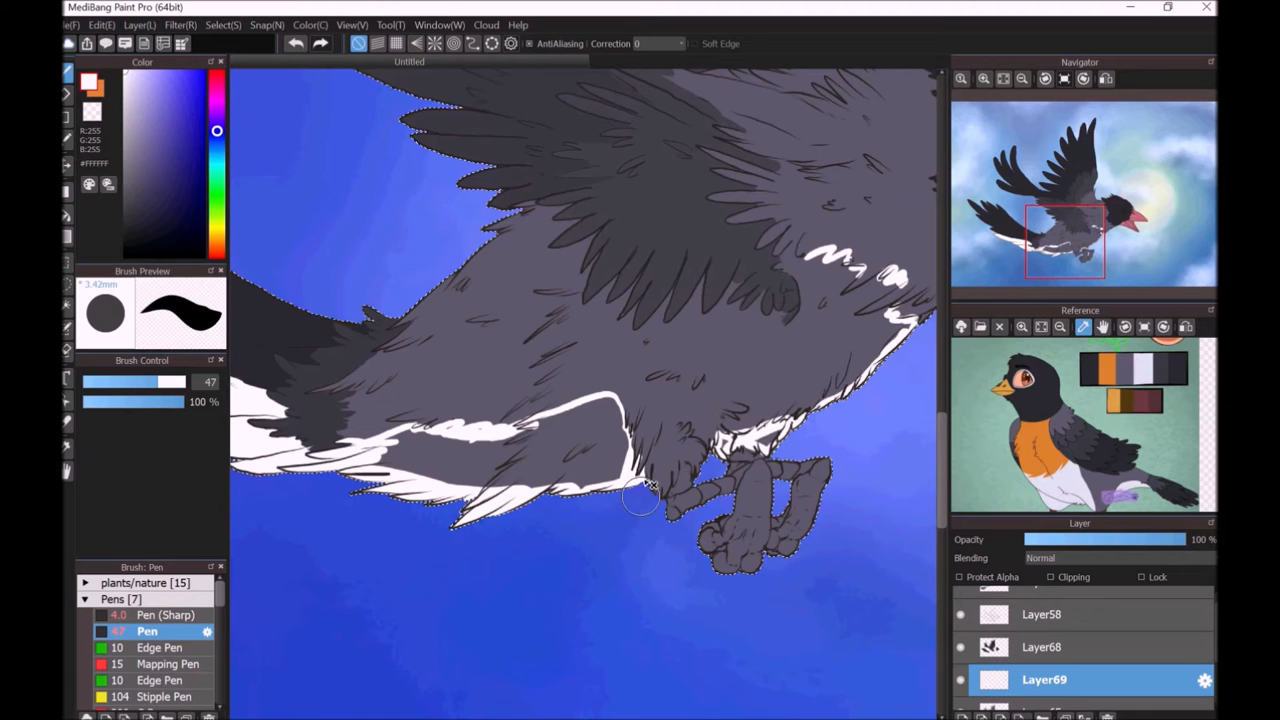 MediBang Paint Pro (64bit)
(F) Edit(E) Layer(L) Filter(R) Select(S) Snap(N) Color(C) View(V) Tool(T) Window(W) Cloud Help
AntiAliasing Correction 0 Soft Edge
Color
Untitled
Navigator
R:255
G:255
B:255
#FFFFFF
Brush Preview
* 3.42mm
Reference
Brush Control
47
100 %
Layer
Opacity 100 %
Blending Normal
Brush: Pen
Protect Alpha Clipping Lock
plants/nature [15]
Pens [7]
4.0 Pen (Sharp)
47 Pen
10 Edge Pen
15 Mapping Pen
10 Edge Pen
104 Stipple Pen
Layer58
Layer68
Layer69